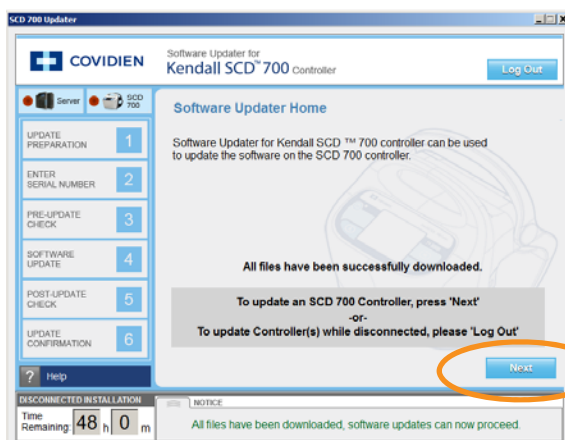 SCD 700 Updater
COVIDIEN
Software Updater for
Kendall SCD™ 700 Controller
Log Out
Server
SCD
700
Software Updater Home
Software Updater for Kendall SCD ™ 700 controller can be used
to update the software on the SCD 700 controller.
UPDATE
PREPARATION
1
ENTER
SERIAL NUMBER
2
PRE-UPDATE
CHECK
3
SOFTWARE
UPDATE
4
POST-UPDATE
CHECK
5
UPDATE
CONFIRMATION
6
All files have been successfully downloaded.
To update an SCD 700 Controller, press 'Next'
-or-
To update Controller(s) while disconnected, please 'Log Out'
Next
? Help
DISCONNECTED INSTALLATION
Time
Remaining: 48 h 0 m
NOTICE
All files have been downloaded, software updates can now proceed.